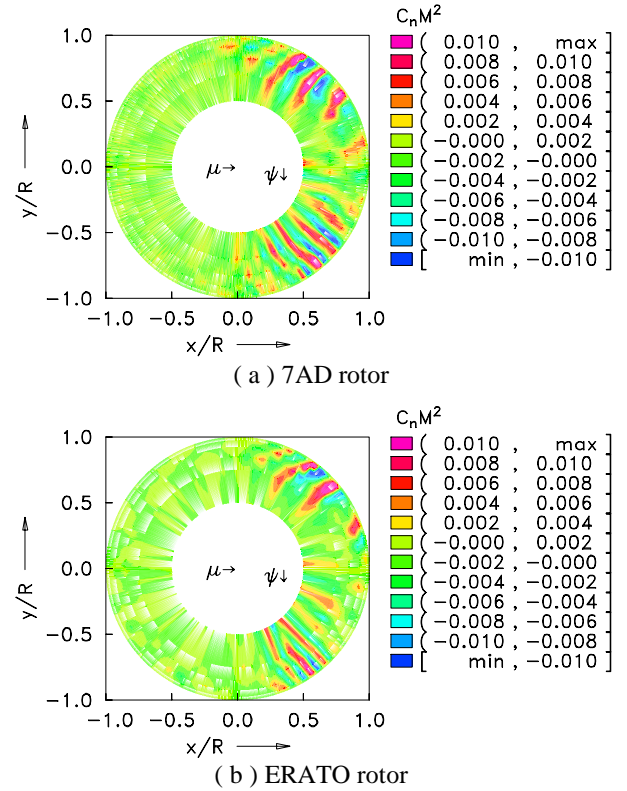 CnM²
( 0.010 , max ]
( 0.008 , 0.010 ]
( 0.006 , 0.008 ]
( 0.004 , 0.006 ]
( 0.002 , 0.004 ]
( −0.000 , 0.002 ]
( −0.002 , −0.000 ]
( −0.004 , −0.002 ]
( −0.006 , −0.004 ]
( −0.008 , −0.006 ]
( −0.010 , −0.008 ]
[ min , −0.010 ]
1.0
0.5
0.0
−0.5
−1.0
y/R
μ→ ψ↓
−1.0 −0.5 0.0 0.5 1.0
x/R
( a ) 7AD rotor
CnM²
( 0.010 , max ]
( 0.008 , 0.010 ]
( 0.006 , 0.008 ]
( 0.004 , 0.006 ]
( 0.002 , 0.004 ]
( −0.000 , 0.002 ]
( −0.002 , −0.000 ]
( −0.004 , −0.002 ]
( −0.006 , −0.004 ]
( −0.008 , −0.006 ]
( −0.010 , −0.008 ]
[ min , −0.010 ]
1.0
0.5
0.0
−0.5
−1.0
y/R
μ→ ψ↓
−1.0 −0.5 0.0 0.5 1.0
x/R
( b ) ERATO rotor